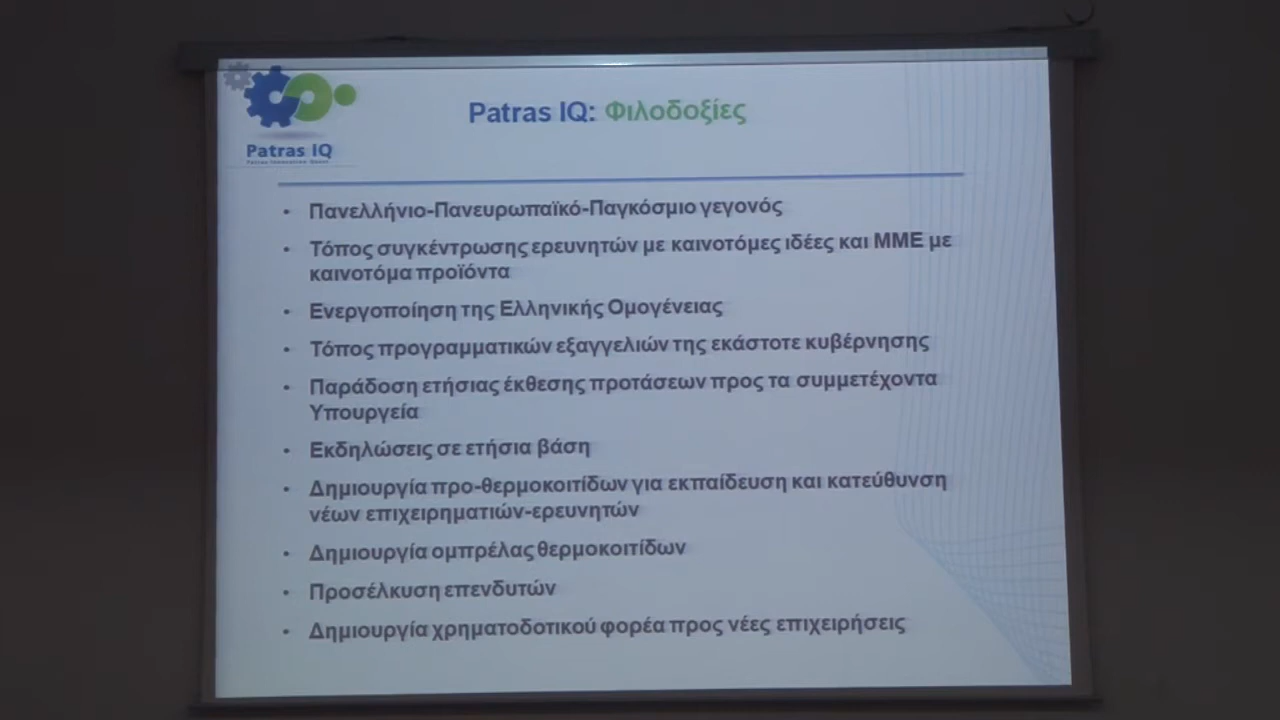 Patras IQ: Φιλοδοξίες
Patras IQ
Patras Innovation Quest
• Πανελλήνιο-Πανευρωπαϊκό-Παγκόσμιο γεγονός
• Τόπος συγκέντρωσης ερευνητών με καινοτόμες ιδέες και ΜΜΕ με
καινοτόμα προϊόντα
• Ενεργοποίηση της Ελληνικής Ομογένειας
• Τόπος προγραμματικών εξαγγελιών της εκάστοτε κυβέρνησης
• Παράδοση ετήσιας έκθεσης προτάσεων προς τα συμμετέχοντα
Υπουργεία
• Εκδηλώσεις σε ετήσια βάση
• Δημιουργία προ-θερμοκοιτίδων για εκπαίδευση και κατεύθυνση
νέων επιχειρηματιών-ερευνητών
• Δημιουργία ομπρέλας θερμοκοιτίδων
• Προσέλκυση επενδυτών
• Δημιουργία χρηματοδοτικού φορέα προς νέες επιχειρήσεις